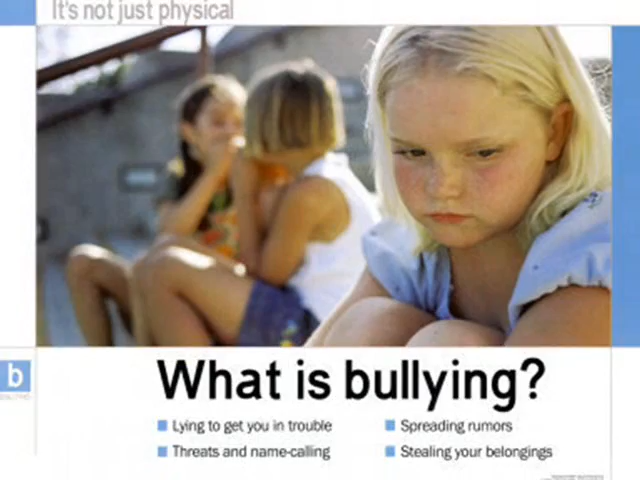 It's not just physical
b
What is bullying?
Lying to get you in trouble
Spreading rumors
Threats and name-calling
Stealing your belongings